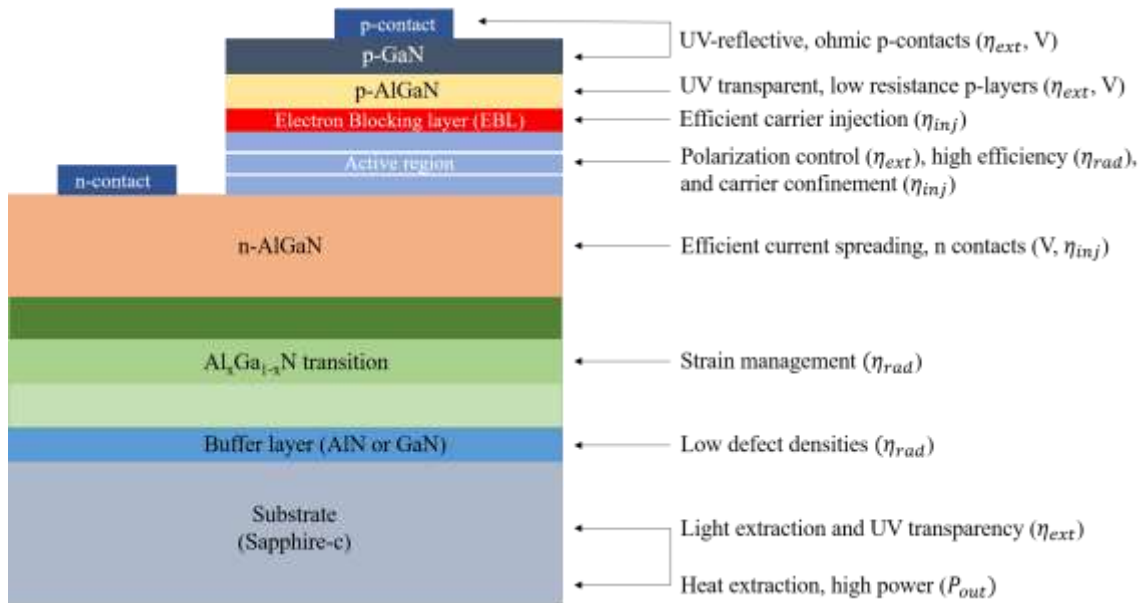 p-contact
p-GaN
UV-reflective, ohmic p-contacts (η_ext, V)
p-AlGaN
UV transparent, low resistance p-layers (η_ext, V)
Electron Blocking layer (EBL)
Efficient carrier injection (η_inj)
Active region
Polarization control (η_ext), high efficiency (η_rad),
and carrier confinement (η_inj)
n-contact
n-AlGaN
Efficient current spreading, n contacts (V, η_inj)
AlₓGa₁₋ₓN transition
Strain management (η_rad)
Buffer layer (AlN or GaN)
Low defect densities (η_rad)
Substrate
(Sapphire-c)
Light extraction and UV transparency (η_ext)
Heat extraction, high power (P_out)